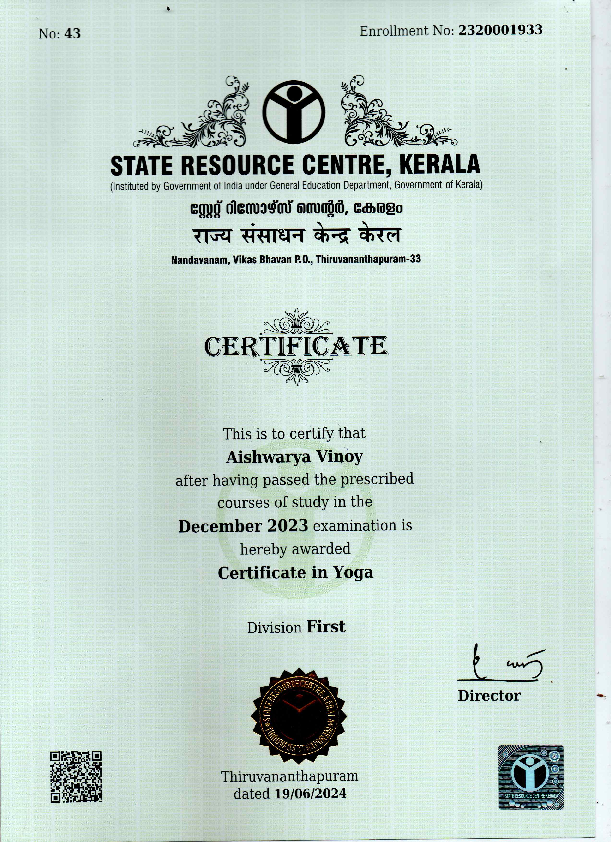 No: 43
Enrollment No: 2320001933
STATE RESOURCE CENTRE, KERALA
(Instituted by Government of India under General Education Department, Government of Kerala)
സ്റ്റേറ്റ് റിസോഴ്സ് സെന്റർ, കേരളം
राज्य संसाधन केन्द्र केरल
Nandavanam, Vikas Bhavan P.O., Thiruvananthapuram-33
CERTIFICATE
This is to certify that
Aishwarya Vinoy
after having passed the prescribed
courses of study in the
December 2023 examination is
hereby awarded
Certificate in Yoga
Division First
Director
Thiruvananthapuram
dated 19/06/2024